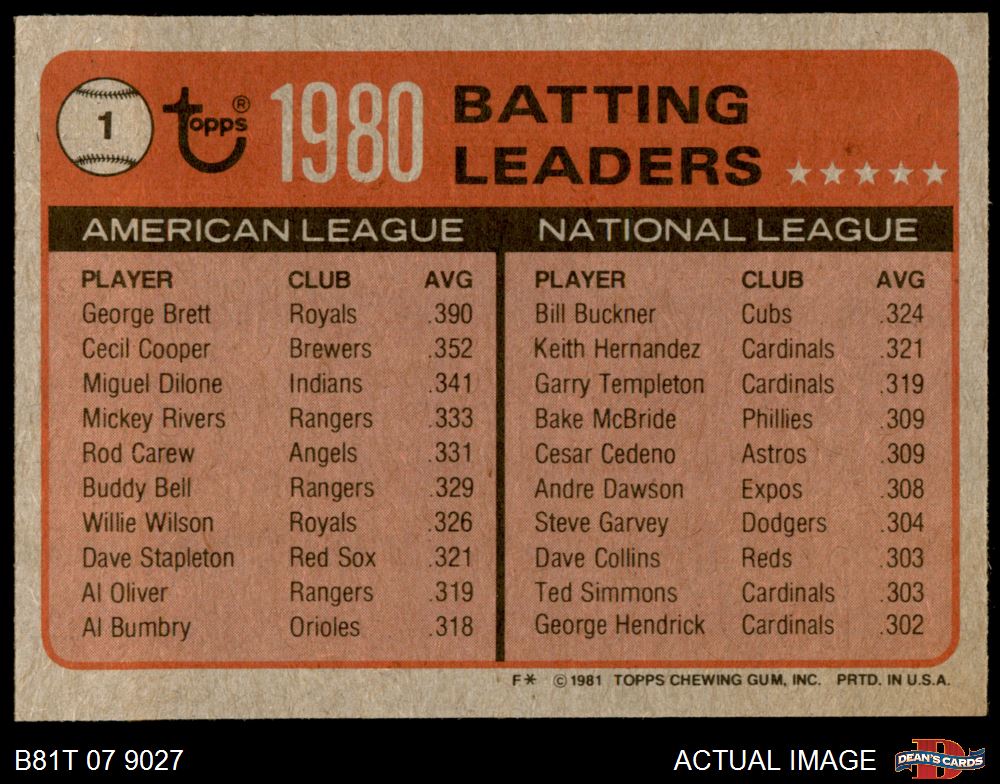 1 topps® 1980 BATTING LEADERS
AMERICAN LEAGUE
PLAYER CLUB AVG
George Brett Royals .390
Cecil Cooper Brewers .352
Miguel Dilone Indians .341
Mickey Rivers Rangers .333
Rod Carew Angels .331
Buddy Bell Rangers .329
Willie Wilson Royals .326
Dave Stapleton Red Sox .321
Al Oliver Rangers .319
Al Bumbry Orioles .318
NATIONAL LEAGUE
PLAYER CLUB AVG
Bill Buckner Cubs .324
Keith Hernandez Cardinals .321
Garry Templeton Cardinals .319
Bake McBride Phillies .309
Cesar Cedeno Astros .309
Andre Dawson Expos .308
Steve Garvey Dodgers .304
Dave Collins Reds .303
Ted Simmons Cardinals .303
George Hendrick Cardinals .302
F* © 1981 TOPPS CHEWING GUM, INC. PRTD. IN U.S.A.
B81T 07 9027
ACTUAL IMAGE
D DEAN'S CARDS